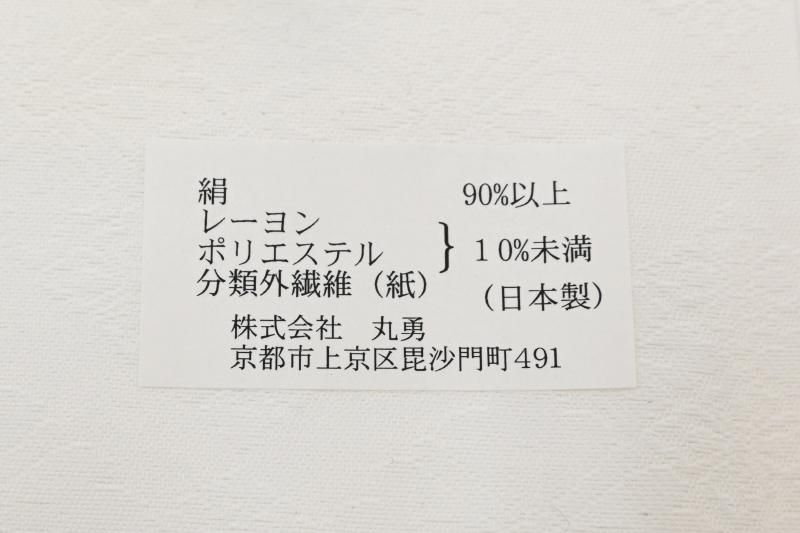 絹 90%以上
レーヨン
ポリエステル } 10%未満
分類外繊維（紙） （日本製）
株式会社　丸勇
京都市上京区毘沙門町491